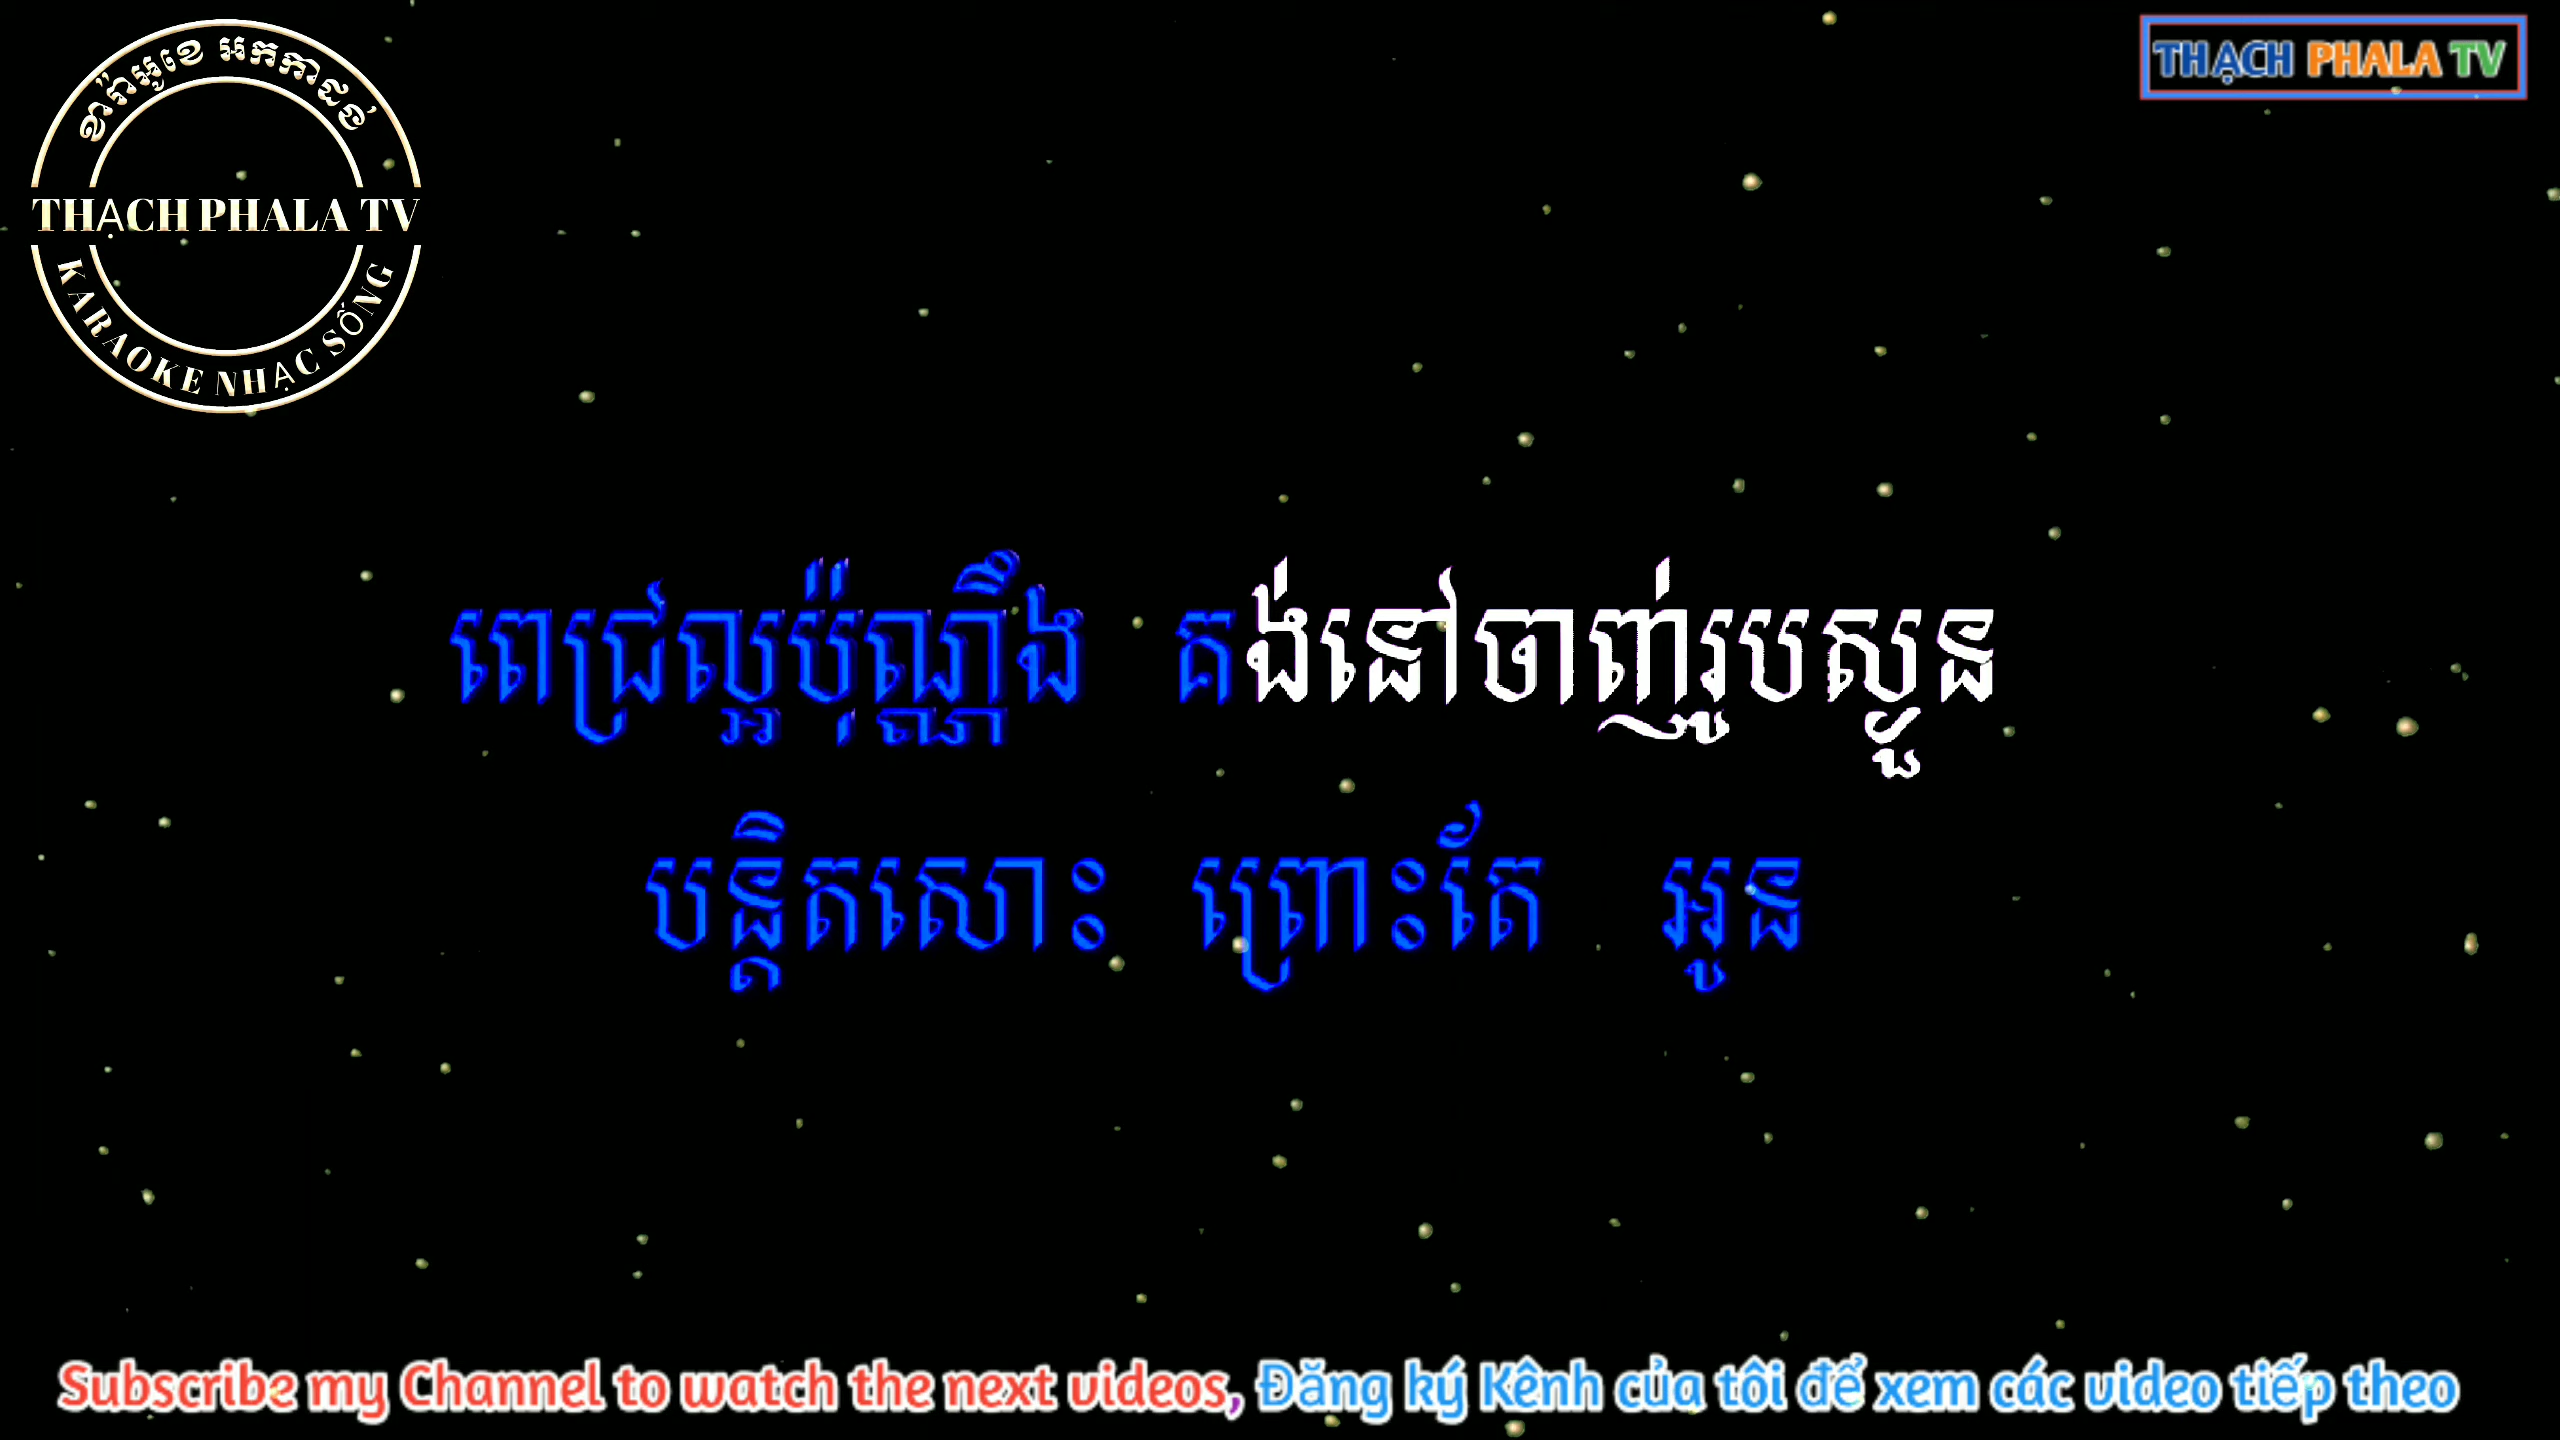 ខារ៉ាអូខេ អកកាដង់
THẠCH PHALA TV
KARAOKE NHẠC SỐNG
THẠCH PHALA TV
ពេជ្រល្អប៉ុណ្ណឹង គង់នៅចាញ់រូបស្ងួន
បន្តិតសោះ ព្រោះតែ អូន
Subscribe my Channel to watch the next videos, Đăng ký Kênh của tôi để xem các video tiếp theo